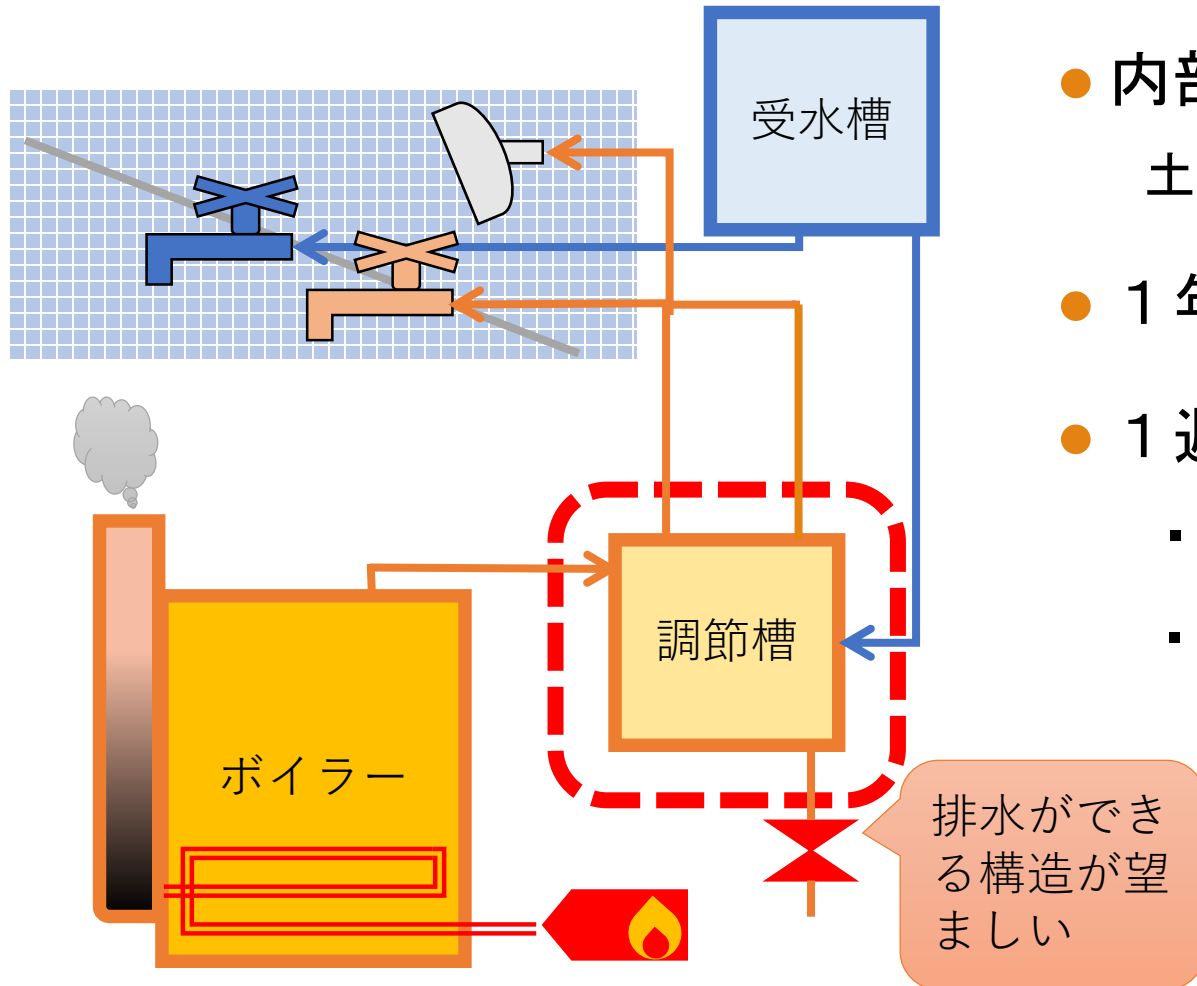 受水槽
内部
土
１年
１週
調節槽
ボイラー
排水ができ
る構造が望
ましい